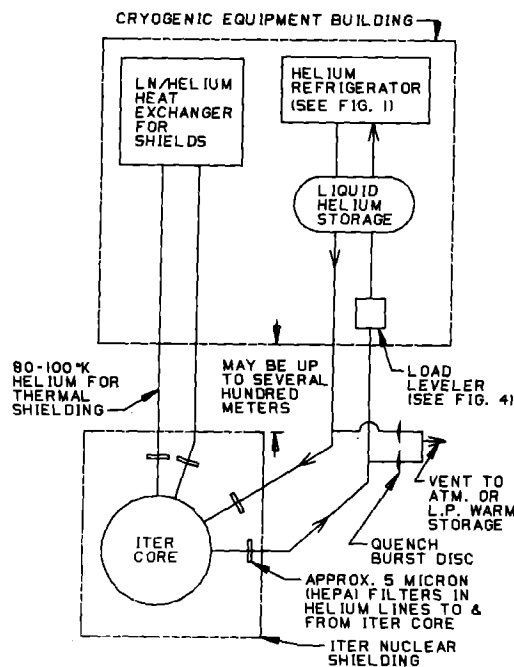 CRYOGENIC EQUIPMENT BUILDING
LN/HELIUM
HEAT
EXCHANGER
FOR
SHIELDS
HELIUM
REFRIGERATOR
(SEE FIG. 1)
LIQUID
HELIUM
STORAGE
80-100°K
HELIUM FOR
THERMAL
SHIELDING
MAY BE UP
TO SEVERAL
HUNDRED
METERS
LOAD
LEVELER
(SEE FIG. 4)
VENT TO
ATM. OR
L.P. WARM
STORAGE
QUENCH
BURST DISC
ITER
CORE
APPROX. 5 MICRON
(HEPA) FILTERS IN
HELIUM LINES TO &
FROM ITER CORE
ITER NUCLEAR
SHIELDING